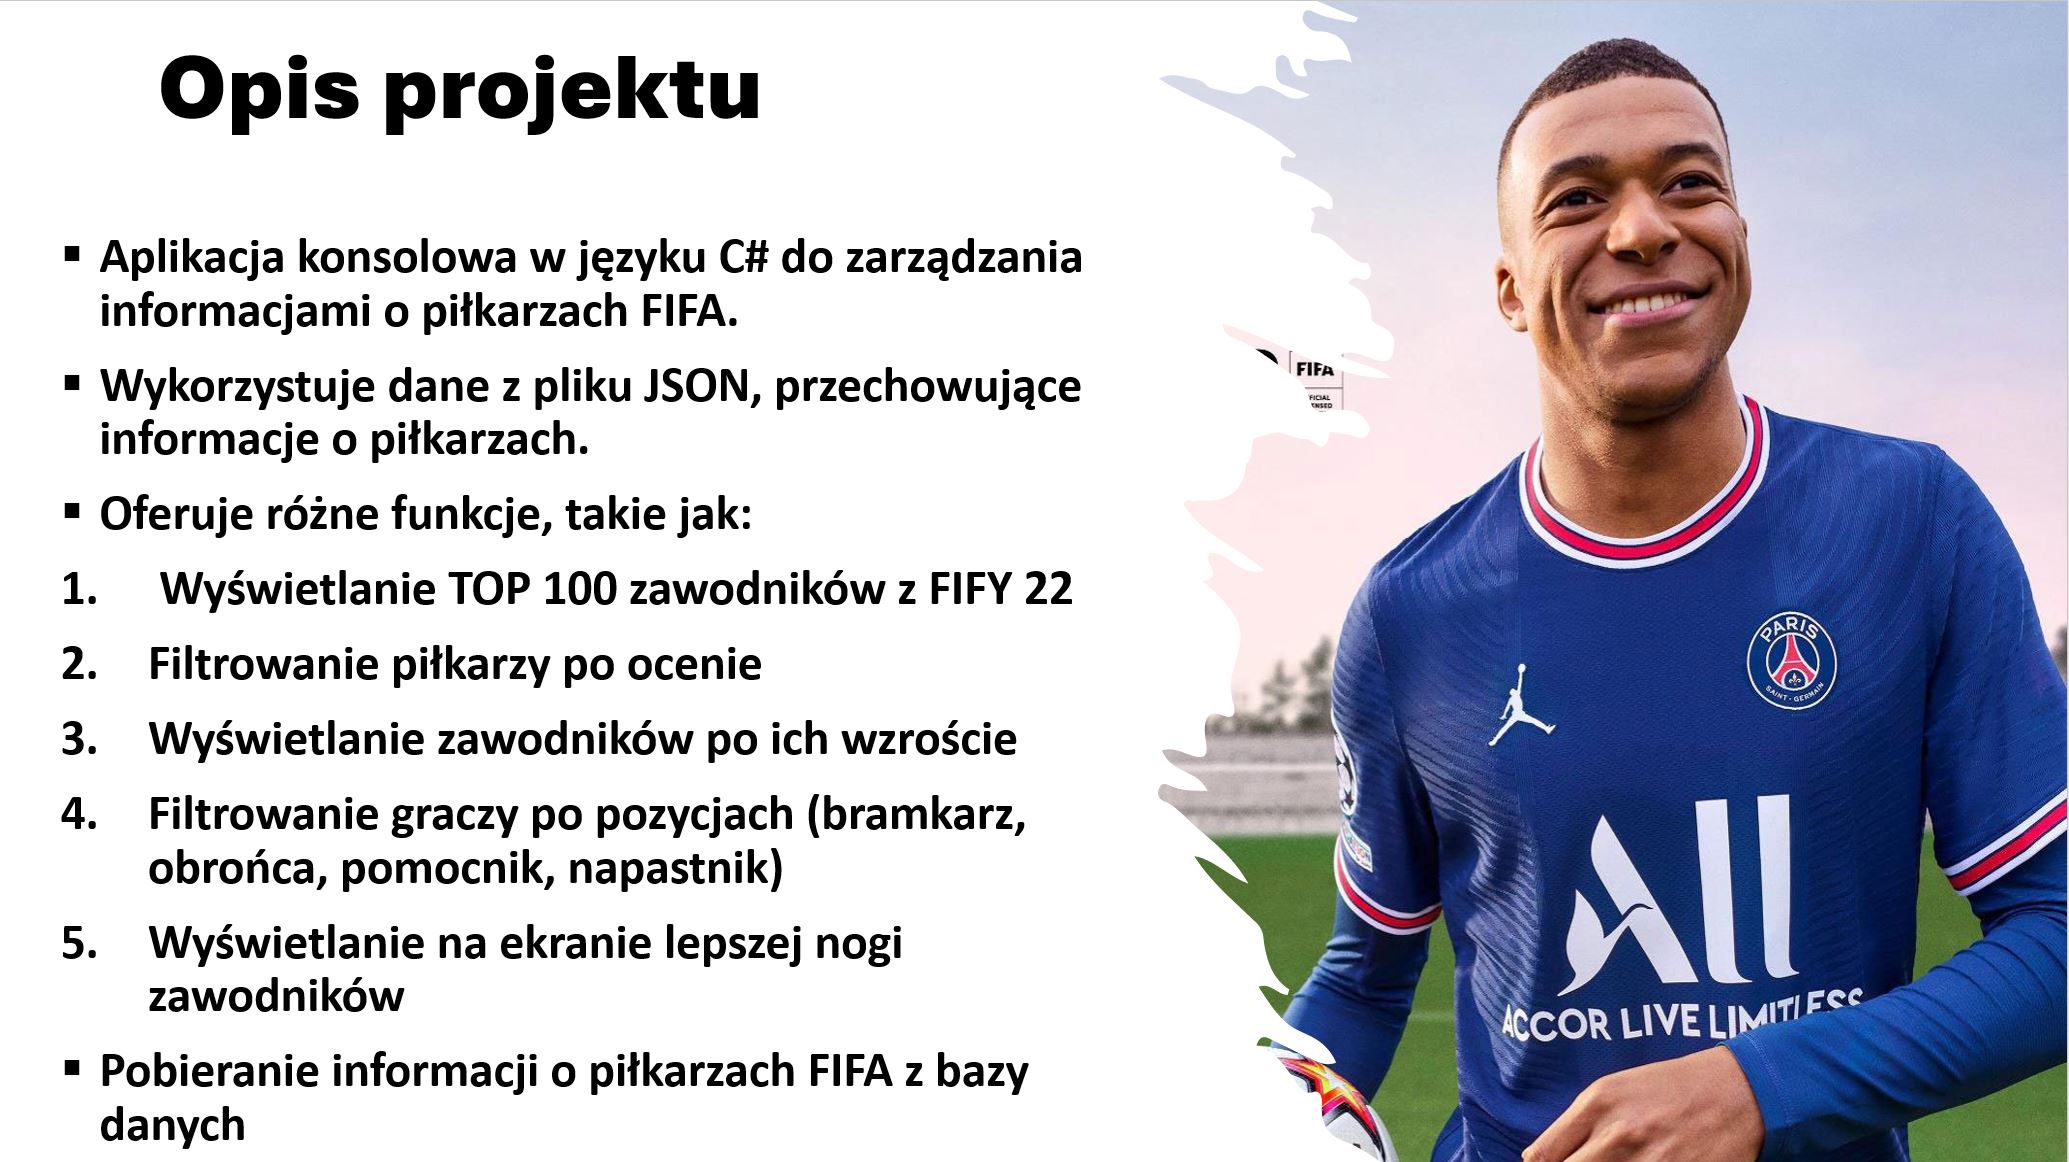 Opis projektu
▪ Aplikacja konsolowa w języku C# do zarządzania
informacjami o piłkarzach FIFA.
▪ Wykorzystuje dane z pliku JSON, przechowujące
informacje o piłkarzach.
▪ Oferuje różne funkcje, takie jak:
1. Wyświetlanie TOP 100 zawodników z FIFY 22
2. Filtrowanie piłkarzy po ocenie
3. Wyświetlanie zawodników po ich wzroście
4. Filtrowanie graczy po pozycjach (bramkarz,
obrońca, pomocnik, napastnik)
5. Wyświetlanie na ekranie lepszej nogi
zawodników
▪ Pobieranie informacji o piłkarzach FIFA z bazy
danych
FIFA
PARIS
SAINT-GERMAIN
All
ACCOR LIVE LIMITLESS